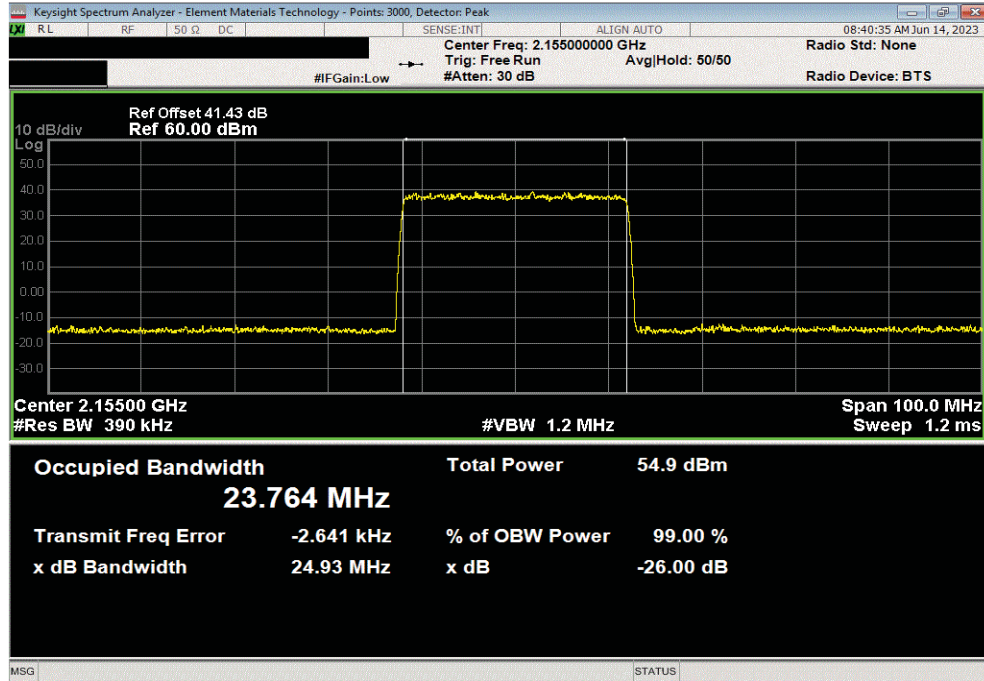 Keysight Spectrum Analyzer - Element Materials Technology - Points: 3000, Detector: Peak
LXI RL RF 50 Ω DC SENSE:INT ALIGN AUTO 08:40:35 AM Jun 14, 2023
Center Freq: 2.155000000 GHz Radio Std: None
Trig: Free Run Avg|Hold: 50/50
#IFGain:Low #Atten: 30 dB Radio Device: BTS
Ref Offset 41.43 dB
10 dB/div Ref 60.00 dBm
Log
50.0
40.0
30.0
20.0
10.0
0.00
-10.0
-20.0
-30.0
Center 2.15500 GHz Span 100.0 MHz
#Res BW 390 kHz #VBW 1.2 MHz Sweep 1.2 ms
Occupied Bandwidth Total Power 54.9 dBm
23.764 MHz
Transmit Freq Error -2.641 kHz % of OBW Power 99.00 %
x dB Bandwidth 24.93 MHz x dB -26.00 dB
MSG STATUS